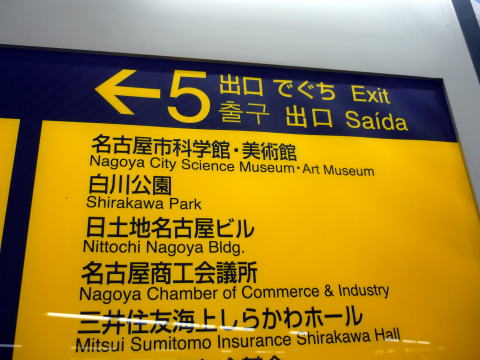 ← 5 出口 でぐち Exit
출구 出口 Saída
名古屋市科学館・美術館
Nagoya City Science Museum・Art Museum
白川公園
Shirakawa Park
日土地名古屋ビル
Nittochi Nagoya Bldg.
名古屋商工会議所
Nagoya Chamber of Commerce & Industry
三井住友海上しらかわホール
Mitsui Sumitomo Insurance Shirakawa Hall